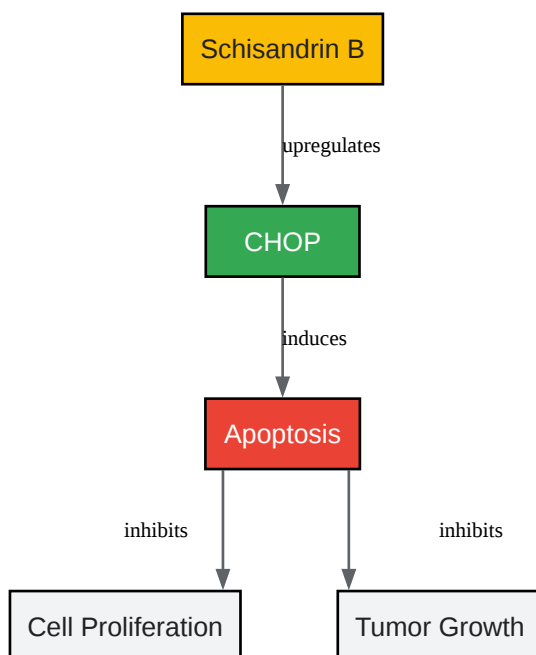 Schisandrin B
upregulates
CHOP
induces
Apoptosis
inhibits
inhibits
Cell Proliferation
Tumor Growth